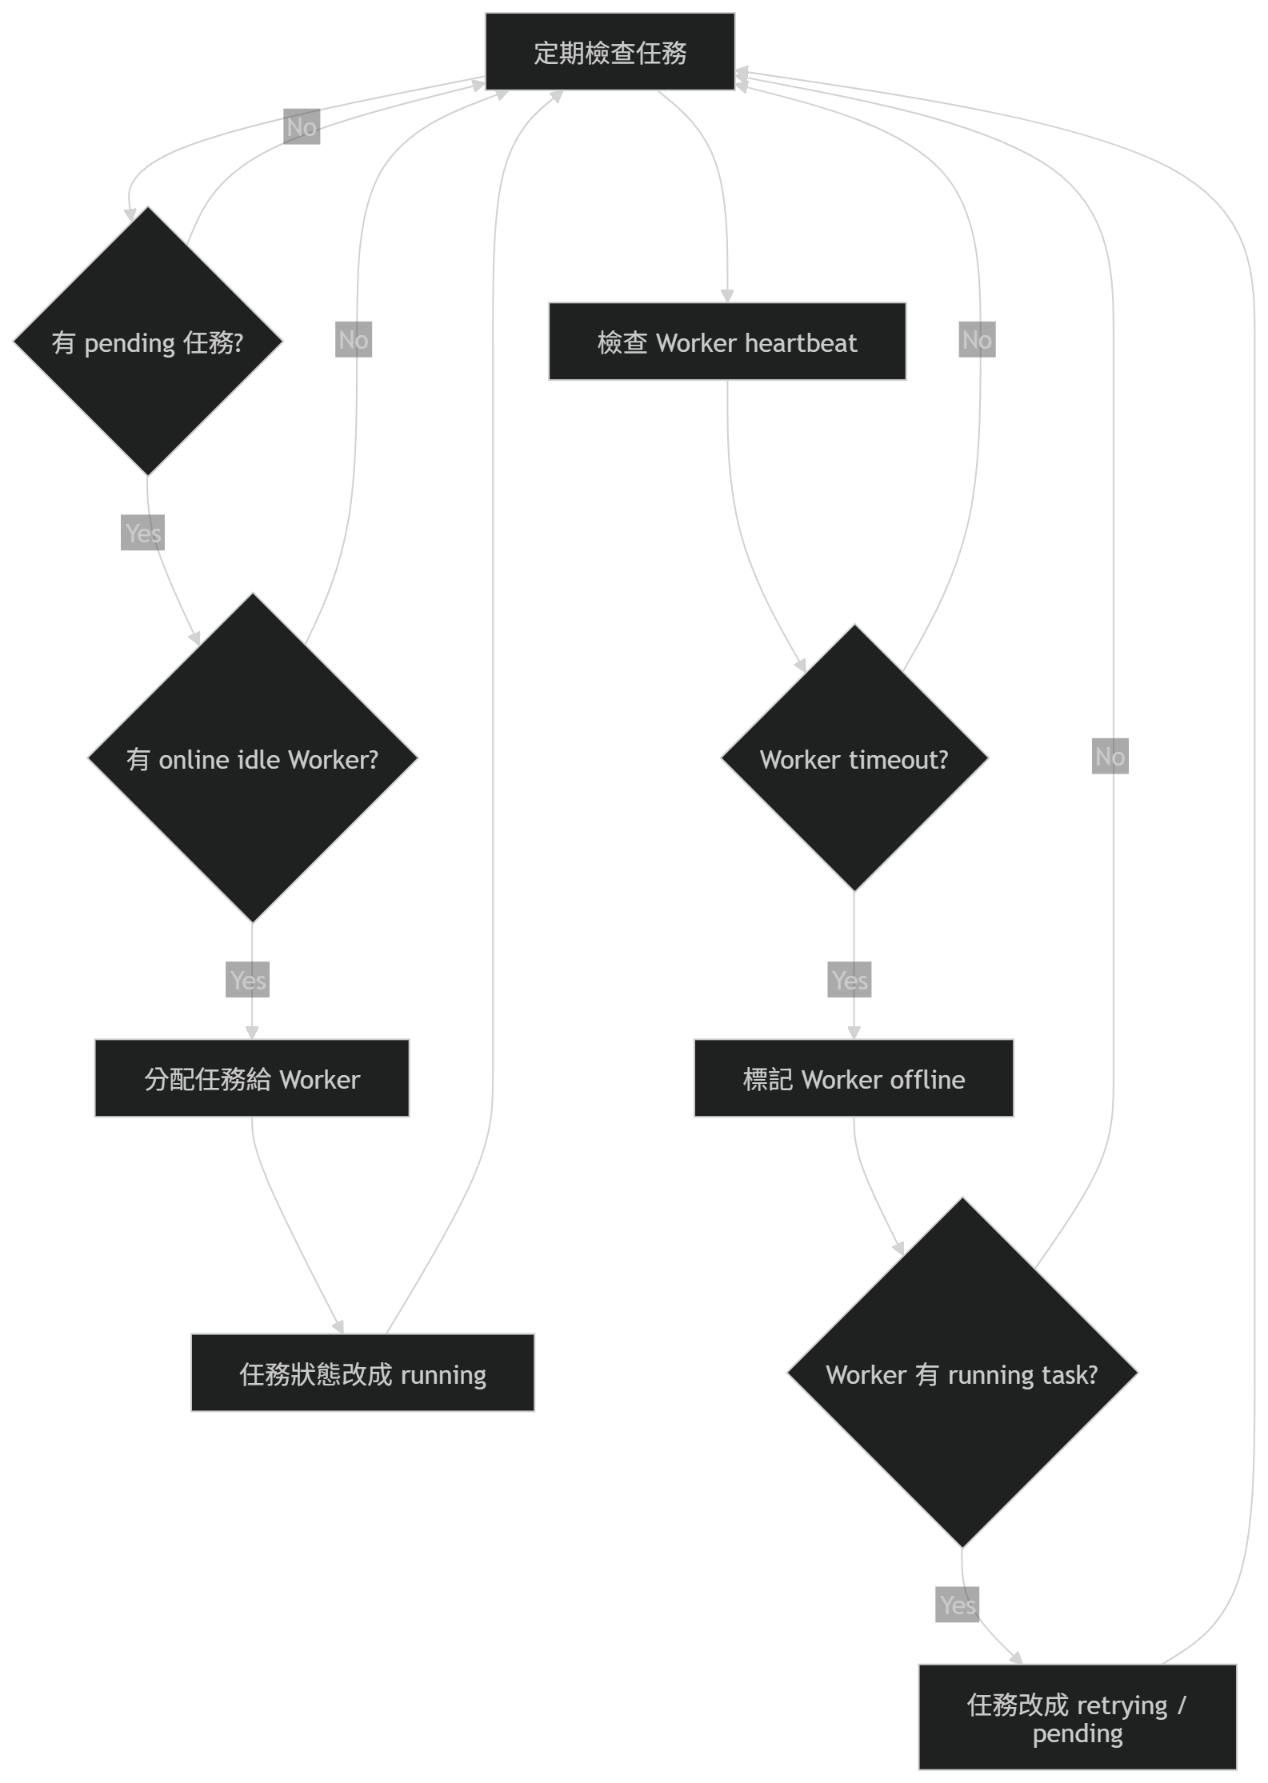 定期檢查任務
No
有 pending 任務?
No
檢查 Worker heartbeat
No
Yes
有 online idle Worker?
Worker timeout?
No
Yes
Yes
分配任務給 Worker
標記 Worker offline
任務狀態改成 running
Worker 有 running task?
Yes
任務改成 retrying /
pending